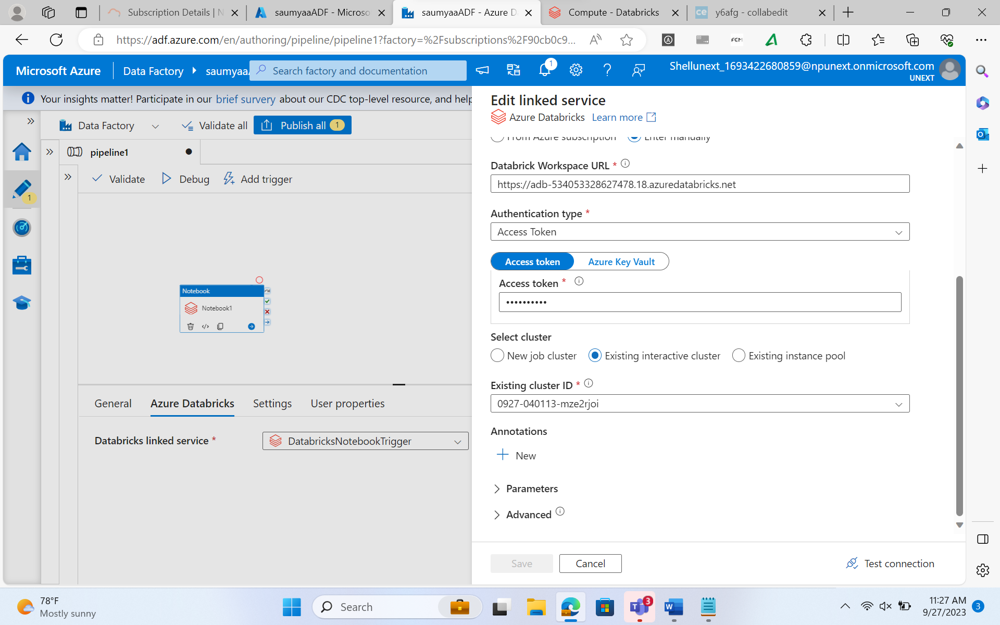 Subscription Details | N
saumyaaADF - Microso
saumyaaADF - Azure D
Compute - Databricks
ce
y6afg - collabedit
https://adf.azure.com/en/authoring/pipeline/pipeline1?factory=%2Fsubscriptions%2F90cb0c9...
FCM
Microsoft Azure
Data Factory
saumyaa
Search factory and documentation
1
Shellunext_1693422680859@npunext.onmicrosoft.com
UNEXT
Your insights matter! Participate in our brief survery about our CDC top-level resource, and help
Data Factory
Validate all
Publish all 1
pipeline1
Validate
Debug
Add trigger
1
Notebook
Notebook1
General
Azure Databricks
Settings
User properties
Databricks linked service *
DatabricksNotebookTrigger
Edit linked service
Azure Databricks Learn more
From Azure subscription Enter manually
Databrick Workspace URL *
https://adb-534053328627478.18.azuredatabricks.net
Authentication type *
Access Token
Access token
Azure Key Vault
Access token *
••••••••••
Select cluster
New job cluster
Existing interactive cluster
Existing instance pool
Existing cluster ID *
0927-040113-mze2rjoi
Annotations
New
Parameters
Advanced
Save
Cancel
Test connection
78°F
Mostly sunny
Search
3
11:27 AM
9/27/2023
3